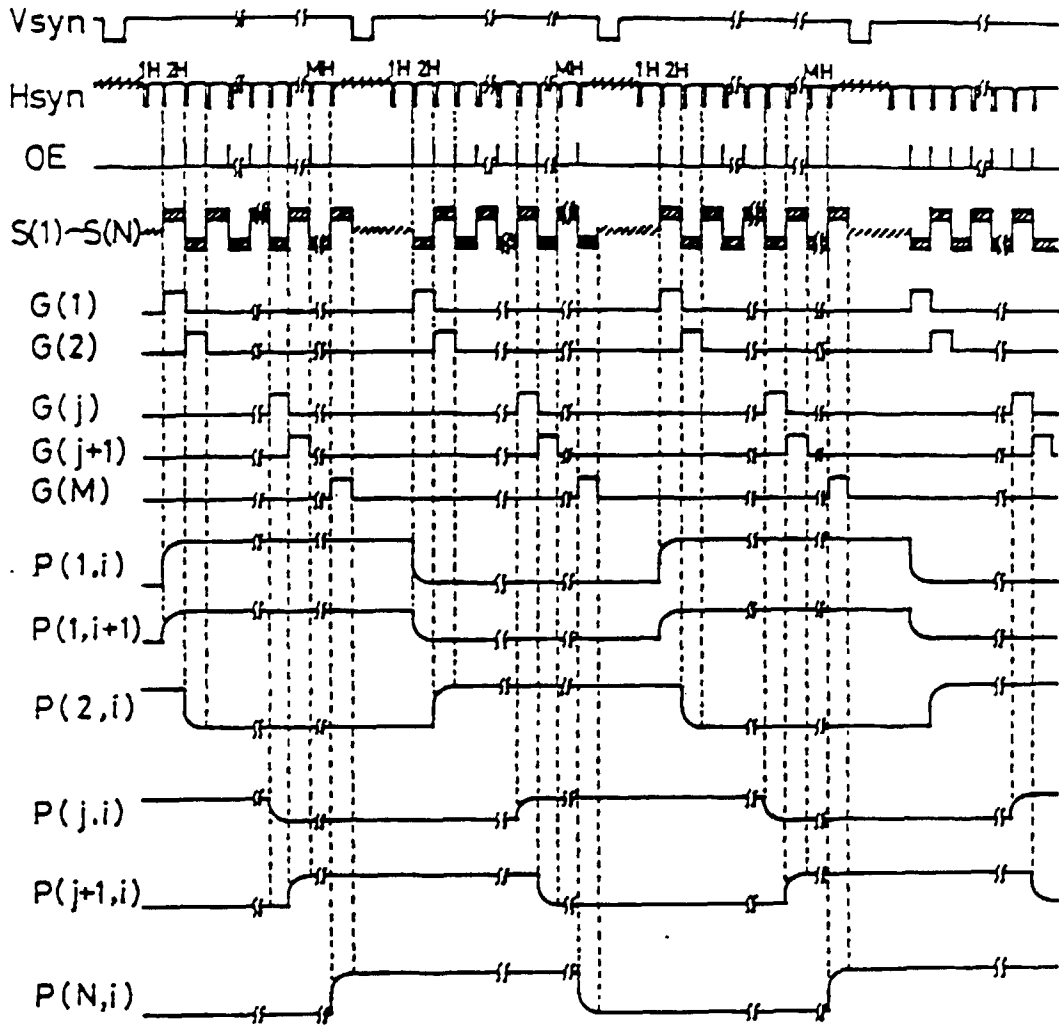 Vsyn
1H 2H MH 1H 2H MH 1H 2H MH
Hsyn
OE
S(1)~S(N)
G(1)
G(2)
G(j)
G(j+1)
G(M)
P(1,i)
P(1,i+1)
P(2,i)
P(j,i)
P(j+1,i)
P(N,i)